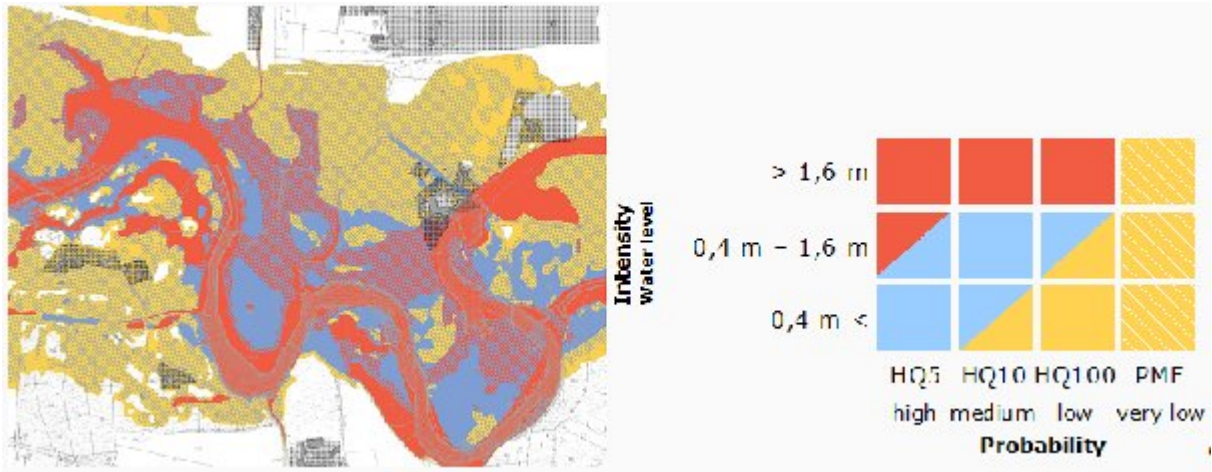 > 1,6 m
0,4 m – 1,6 m
0,4 m <
Intensity
Water level
HQ5 HQ10 HQ100 PMF
high medium low very low
Probability